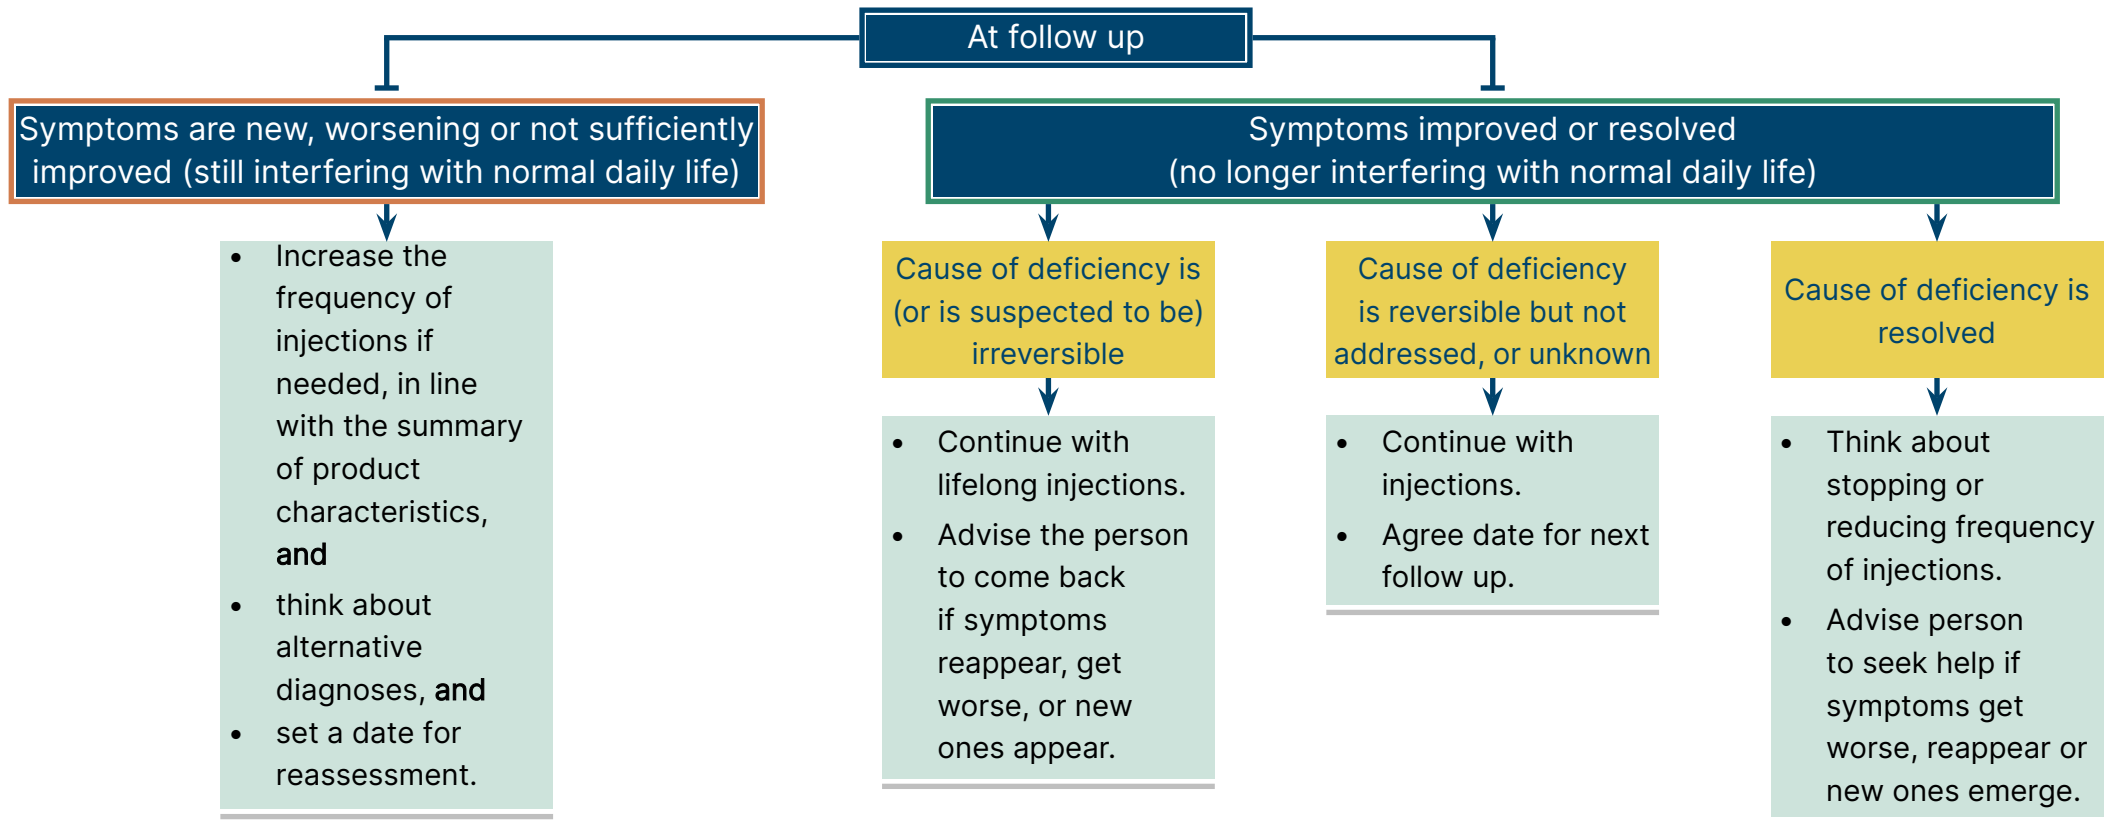 At follow up
Symptoms are new, worsening or not sufficiently
improved (still interfering with normal daily life)
• Increase the
frequency of
injections if
needed, in line
with the summary
of product
characteristics,
and
• think about
alternative
diagnoses, and
• set a date for
reassessment.
Symptoms improved or resolved
(no longer interfering with normal daily life)
Cause of deficiency is
(or is suspected to be)
irreversible
• Continue with
lifelong injections.
• Advise the person
to come back
if symptoms
reappear, get
worse, or new
ones appear.
Cause of deficiency
is reversible but not
addressed, or unknown
• Continue with
injections.
• Agree date for next
follow up.
Cause of deficiency is
resolved
• Think about
stopping or
reducing frequency
of injections.
• Advise person
to seek help if
symptoms get
worse, reappear or
new ones emerge.